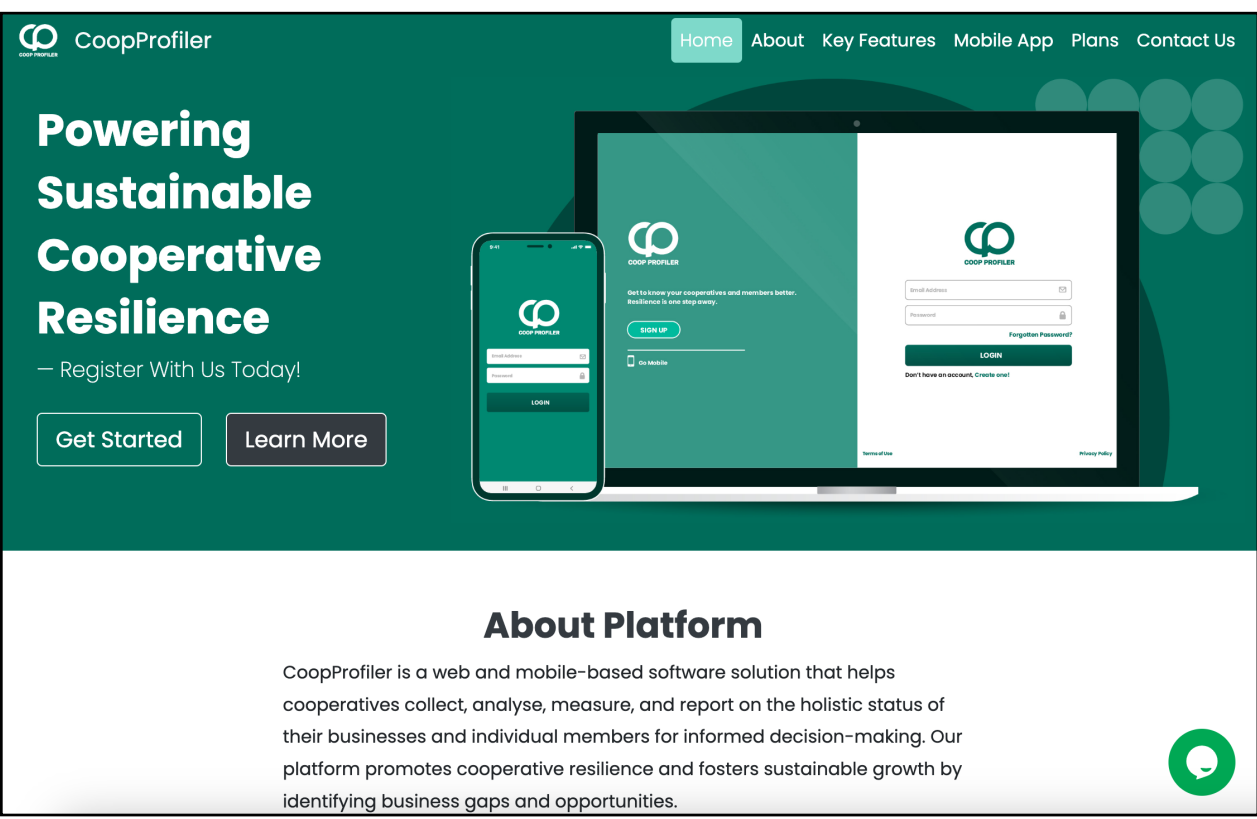 COOP PROFILER
CoopProfiler
Home About Key Features Mobile App Plans Contact Us
Powering
Sustainable
Cooperative
Resilience
— Register With Us Today!
Get Started Learn More
9:41
COOP PROFILER
Email Address
Password
LOGIN
COOP PROFILER
Get to know your cooperatives and members better.
Resilience is one step away.
SIGN UP
Go Mobile
COOP PROFILER
Email Address
Password
Forgotten Password?
LOGIN
Don't have an account, Create one!
Terms of Use Privacy Policy
About Platform
CoopProfiler is a web and mobile-based software solution that helps
cooperatives collect, analyse, measure, and report on the holistic status of
their businesses and individual members for informed decision-making. Our
platform promotes cooperative resilience and fosters sustainable growth by
identifying business gaps and opportunities.